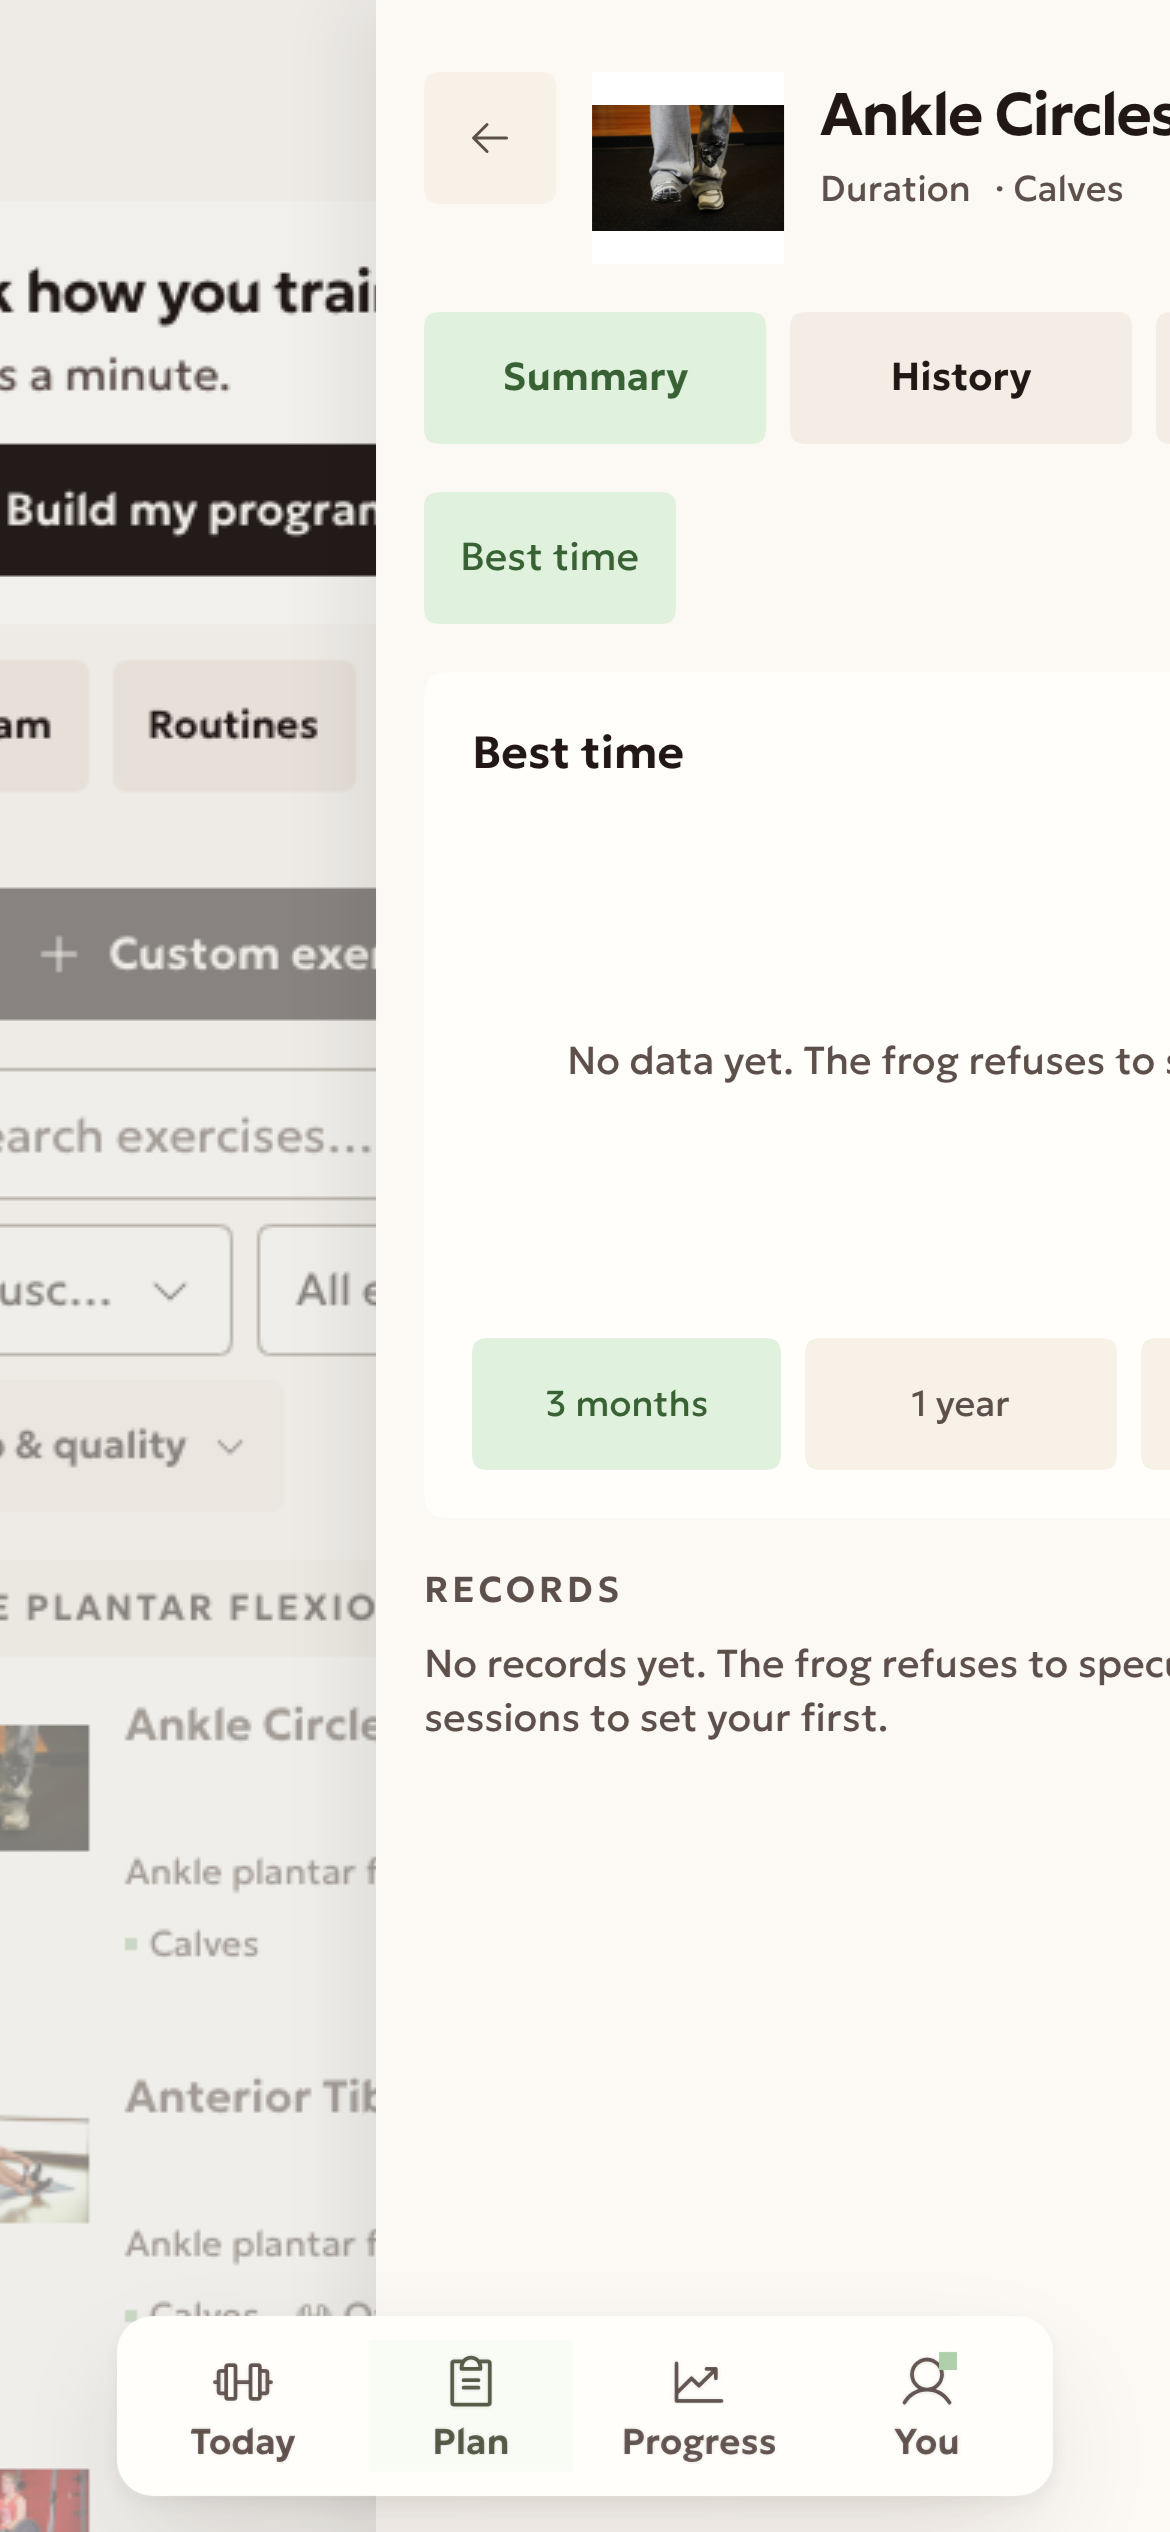 k how you trai
s a minute.
Build my progra
am
Routines
Custom exe
earch exercises...
usc...
All e
& quality
E PLANTAR FLEXIO
Ankle Circle
Ankle plantar f
Calves
Anterior Tib
Ankle plantar f
Calves
Ankle Circles
Duration · Calves
Summary
History
Best time
Best time
No data yet. The frog refuses to s
3 months
1 year
RECORDS
No records yet. The frog refuses to specu
sessions to set your first.
Today
Plan
Progress
You